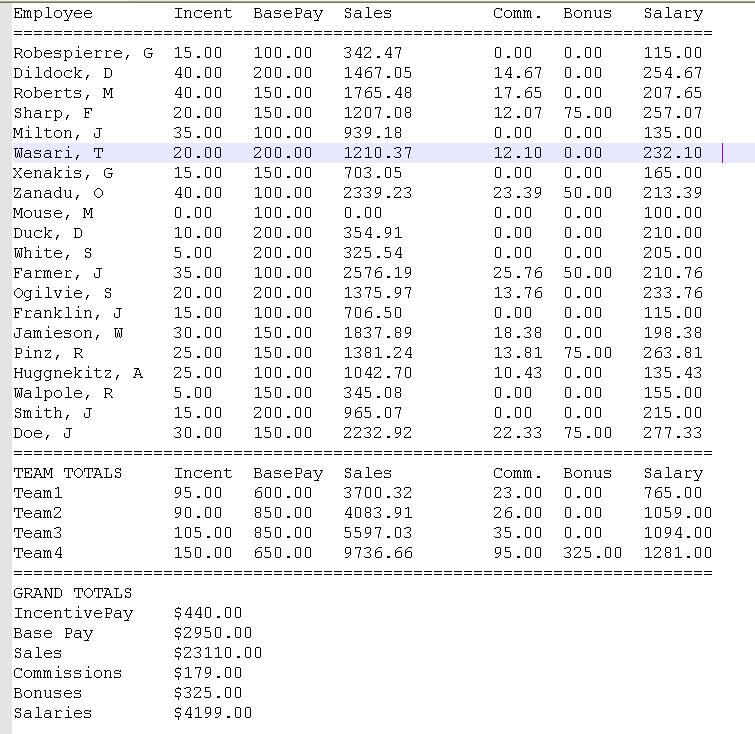 Employee Incent BasePay Sales Comm. Bonus Salary
======================================================================
Robespierre, G 15.00 100.00 342.47 0.00 0.00 115.00
Dildock, D 40.00 200.00 1467.05 14.67 0.00 254.67
Roberts, M 40.00 150.00 1765.48 17.65 0.00 207.65
Sharp, F 20.00 150.00 1207.08 12.07 75.00 257.07
Milton, J 35.00 100.00 939.18 0.00 0.00 135.00
Wasari, T 20.00 200.00 1210.37 12.10 0.00 232.10
Xenakis, G 15.00 150.00 703.05 0.00 0.00 165.00
Zanadu, O 40.00 100.00 2339.23 23.39 50.00 213.39
Mouse, M 0.00 100.00 0.00 0.00 0.00 100.00
Duck, D 10.00 200.00 354.91 0.00 0.00 210.00
White, S 5.00 200.00 325.54 0.00 0.00 205.00
Farmer, J 35.00 100.00 2576.19 25.76 50.00 210.76
Ogilvie, S 20.00 200.00 1375.97 13.76 0.00 233.76
Franklin, J 15.00 100.00 706.50 0.00 0.00 115.00
Jamieson, W 30.00 150.00 1837.89 18.38 0.00 198.38
Pinz, R 25.00 150.00 1381.24 13.81 75.00 263.81
Huggnekitz, A 25.00 100.00 1042.70 10.43 0.00 135.43
Walpole, R 5.00 150.00 345.08 0.00 0.00 155.00
Smith, J 15.00 200.00 965.07 0.00 0.00 215.00
Doe, J 30.00 150.00 2232.92 22.33 75.00 277.33
======================================================================
TEAM TOTALS Incent BasePay Sales Comm. Bonus Salary
Team1 95.00 600.00 3700.32 23.00 0.00 765.00
Team2 90.00 850.00 4083.91 26.00 0.00 1059.00
Team3 105.00 850.00 5597.03 35.00 0.00 1094.00
Team4 150.00 650.00 9736.66 95.00 325.00 1281.00
======================================================================
GRAND TOTALS
IncentivePay $440.00
Base Pay $2950.00
Sales $23110.00
Commissions $179.00
Bonuses $325.00
Salaries $4199.00